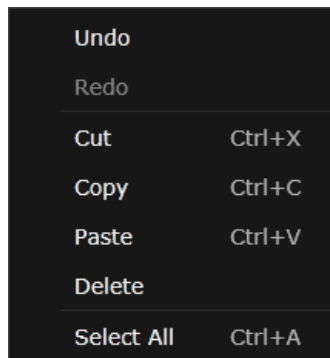 Undo
Redo
Cut Ctrl+X
Copy Ctrl+C
Paste Ctrl+V
Delete
Select All Ctrl+A